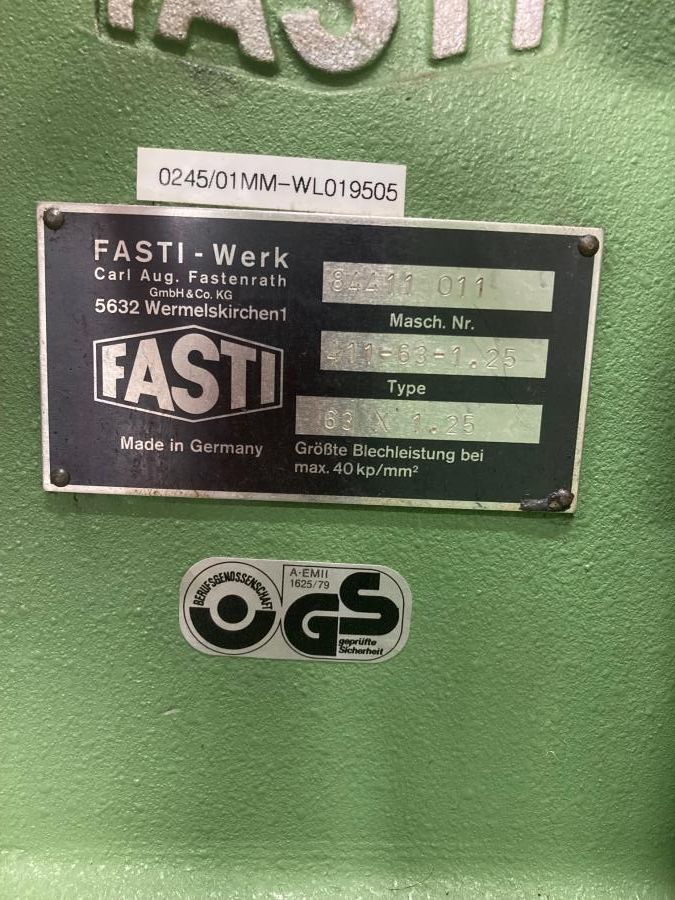 FASTI
0245/01MM-WL019505
FASTI - Werk
Carl Aug. Fastenrath
GmbH & Co. KG
5632 Wermelskirchen 1
FASTI
Made in Germany
84411 011
Masch. Nr.
411-63-1.25
Type
63 X 1.25
Größte Blechleistung bei
max. 40 kp/mm²
BERUFSGENOSSENSCHAFT
A-EMII
1625/79
GS
geprüfte
Sicherheit